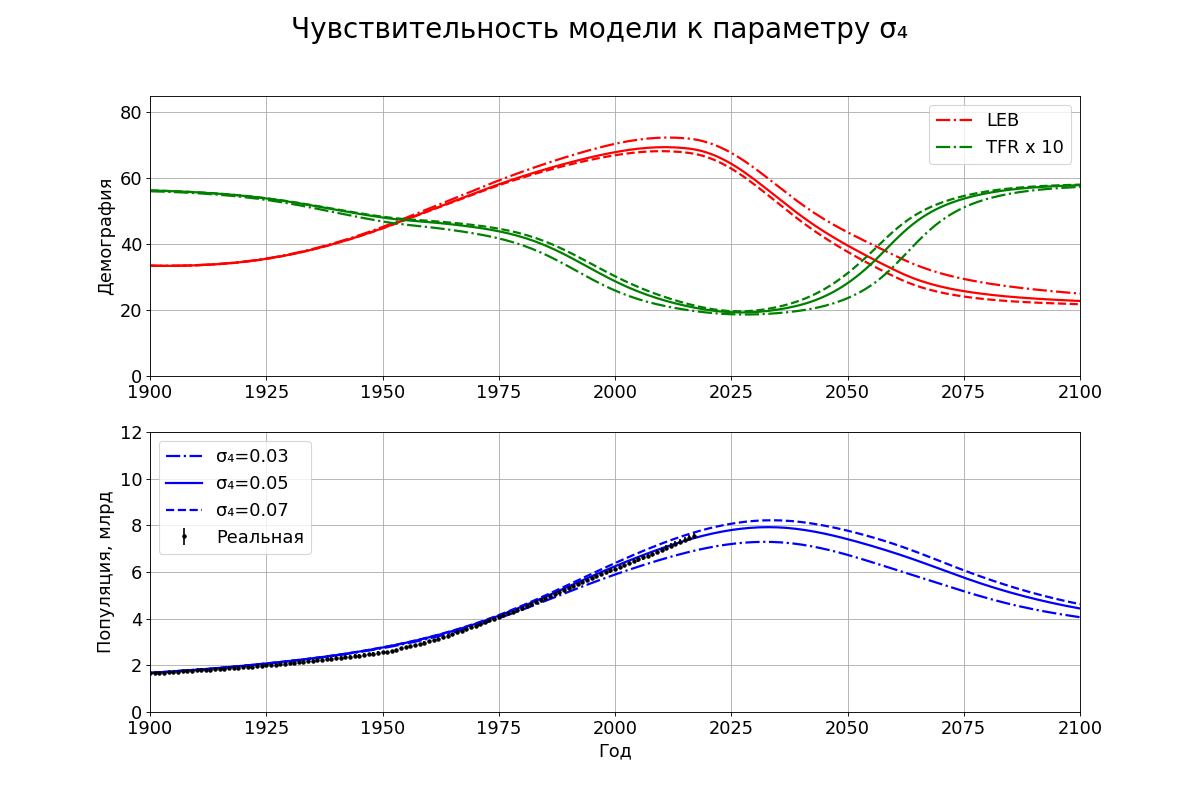 Чувствительность модели к параметру σ₄
Демография
80
60
40
20
0
LEB
TFR x 10
1900 1925 1950 1975 2000 2025 2050 2075 2100
Популяция, млрд
12
10
8
6
4
2
0
σ₄=0.03
σ₄=0.05
σ₄=0.07
Реальная
1900 1925 1950 1975 2000 2025 2050 2075 2100
Год